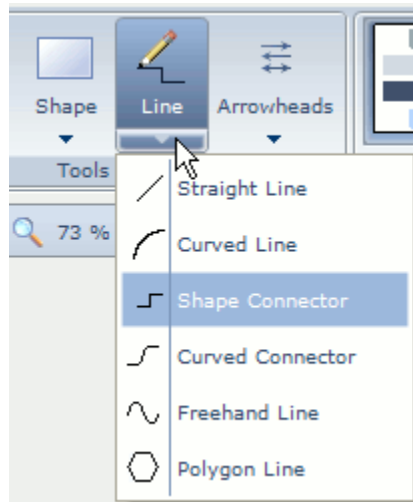 Shape Line Arrowheads
Tools
73 %
Straight Line
Curved Line
Shape Connector
Curved Connector
Freehand Line
Polygon Line